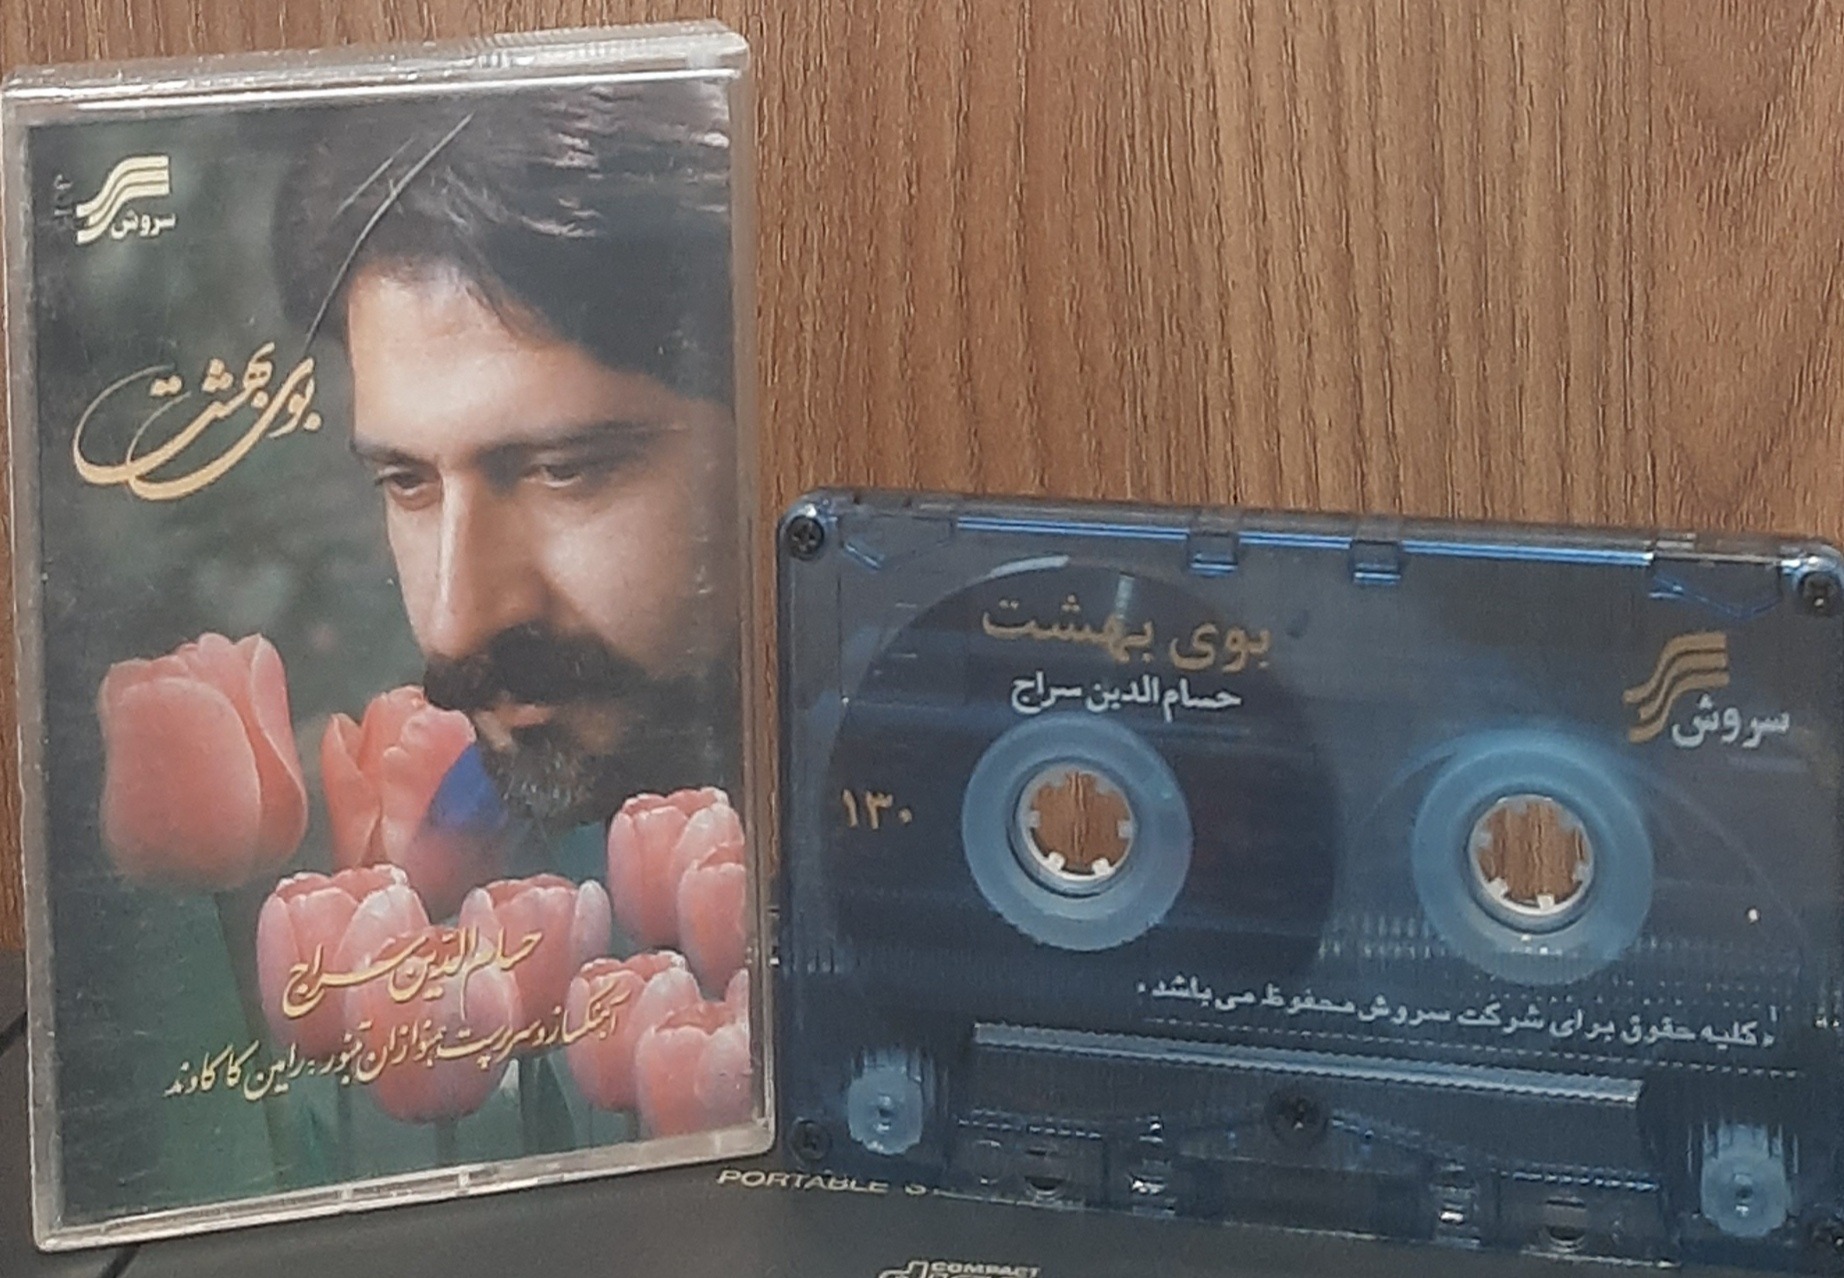 سروش
بوی بهشت
حسام الدین سراج
آهنگساز و سرپرست همنوازان تنبور: رامین کاکاوند
بوی بهشت
حسام‌الدین سراج
سروش
۱۳۰
کلیه حقوق برای شرکت سروش محفوظ می‌باشد.
PORTABLE
COMPACT